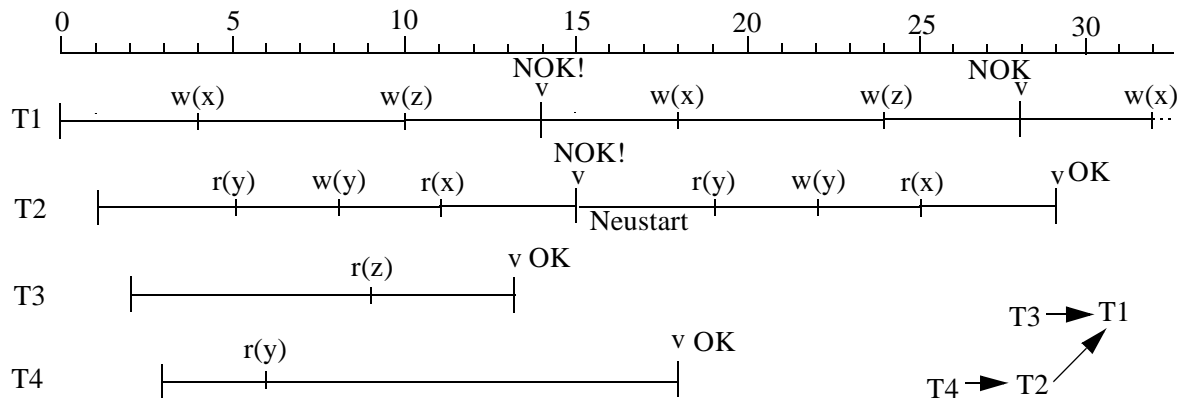 0 5 10 15 20 25 30
NOK! NOK
v v
w(x) w(z) w(x) w(z) w(x)
T1
NOK!
v v OK
r(y) w(y) r(x) r(y) w(y) r(x)
T2
Neustart
v OK
r(z)
T3
T3 T1
v OK
r(y)
T4
T4 T2